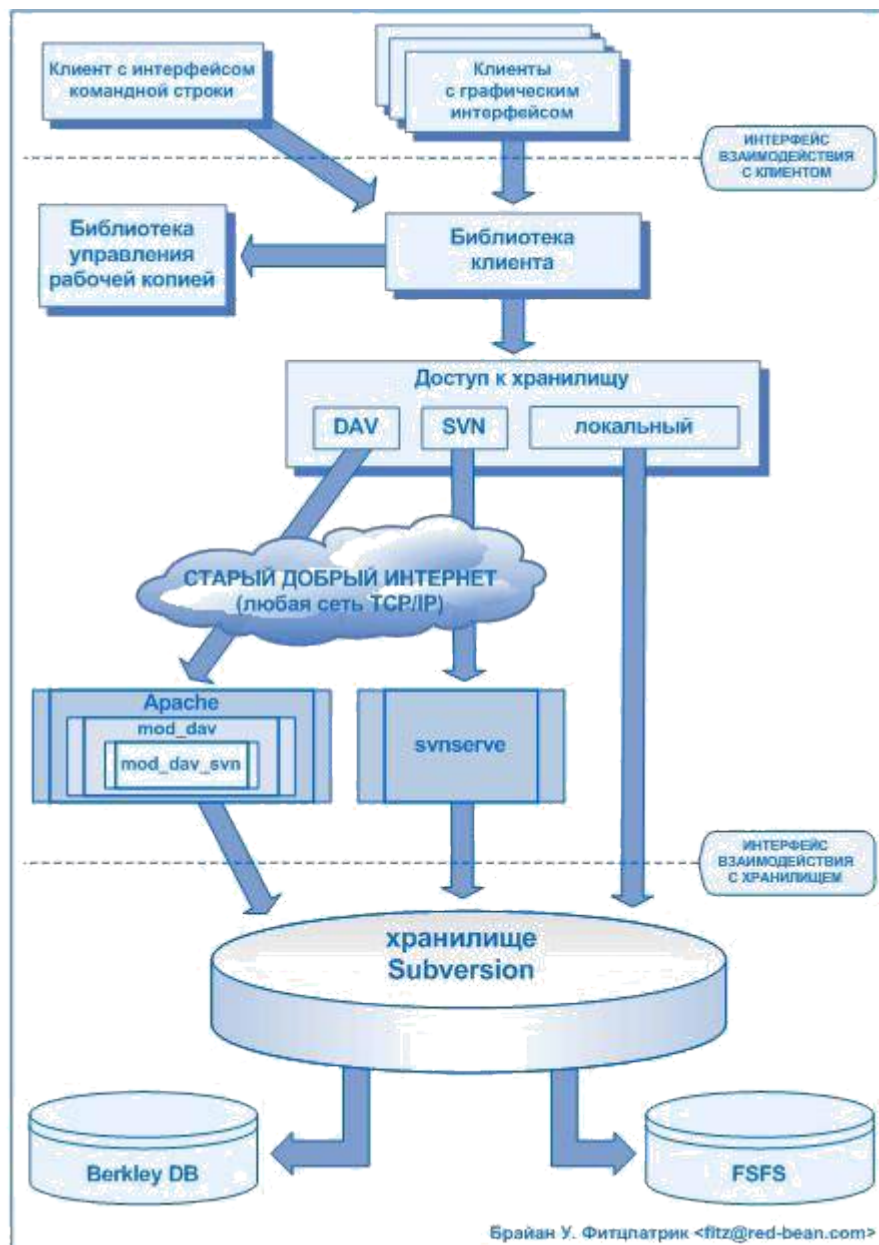 Клиент с интерфейсом
командной строки
Клиенты
с графическим
интерфейсом
ИНТЕРФЕЙС
ВЗАИМОДЕЙСТВИЯ
С КЛИЕНТОМ
Библиотека
управления
рабочей копией
Библиотека
клиента
Доступ к хранилищу
DAV
SVN
локальный
СТАРЫЙ ДОБРЫЙ ИНТЕРНЕТ
(любая сеть TCP/IP)
Apache
mod_dav
mod_dav_svn
svnserve
ИНТЕРФЕЙС
ВЗАИМОДЕЙСТВИЯ
С ХРАНИЛИЩЕМ
хранилище
Subversion
Berkley DB
FSFS
Брайан У. Фитцпатрик <fitz@red-bean.com>